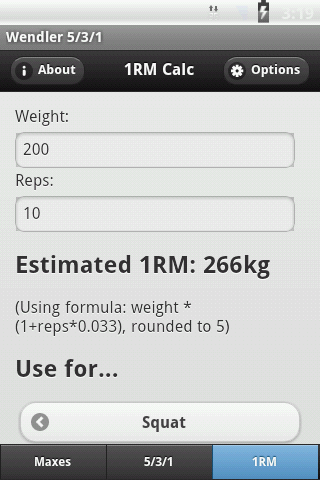 3:19
Wendler 5/3/1
About
1RM Calc
Options
Weight:
200
Reps:
10
Estimated 1RM: 266kg
(Using formula: weight *
(1+reps*0.033), rounded to 5)
Use for...
Squat
Maxes
5/3/1
1RM